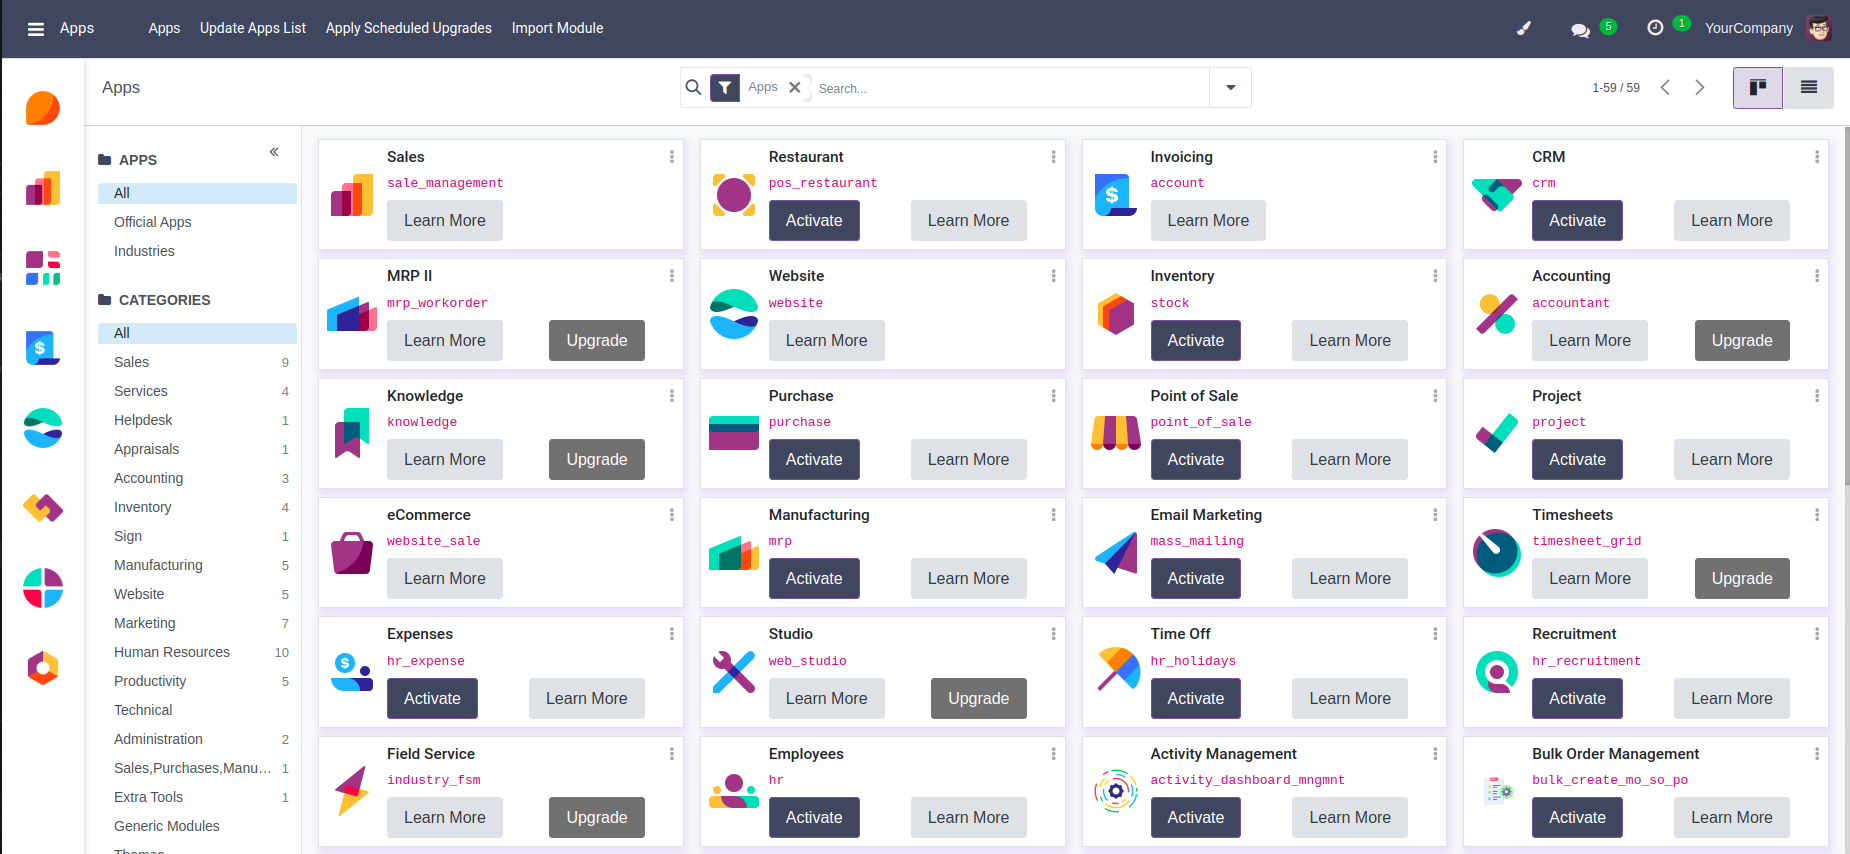 Apps Apps Update Apps List Apply Scheduled Upgrades Import Module 5 1 YourCompany
Apps Apps Search... 1-59 / 59
APPS
All
Official Apps
Industries
CATEGORIES
All
Sales 9
Services 4
Helpdesk 1
Appraisals 1
Accounting 3
Inventory 4
Sign 1
Manufacturing 5
Website 5
Marketing 7
Human Resources 10
Productivity 5
Technical
Administration 2
Sales,Purchases,Manu... 1
Extra Tools 1
Generic Modules
Themes
Sales
sale_management
Learn More
Restaurant
pos_restaurant
Activate Learn More
Invoicing
account
Learn More
CRM
crm
Activate Learn More
MRP II
mrp_workorder
Learn More Upgrade
Website
website
Learn More
Inventory
stock
Activate Learn More
Accounting
accountant
Learn More Upgrade
Knowledge
knowledge
Learn More Upgrade
Purchase
purchase
Activate Learn More
Point of Sale
point_of_sale
Activate Learn More
Project
project
Activate Learn More
eCommerce
website_sale
Learn More
Manufacturing
mrp
Activate Learn More
Email Marketing
mass_mailing
Activate Learn More
Timesheets
timesheet_grid
Learn More Upgrade
Expenses
hr_expense
Activate Learn More
Studio
web_studio
Learn More Upgrade
Time Off
hr_holidays
Activate Learn More
Recruitment
hr_recruitment
Activate Learn More
Field Service
industry_fsm
Learn More Upgrade
Employees
hr
Activate Learn More
Activity Management
activity_dashboard_mngmnt
Activate Learn More
Bulk Order Management
bulk_create_mo_so_po
Activate Learn More